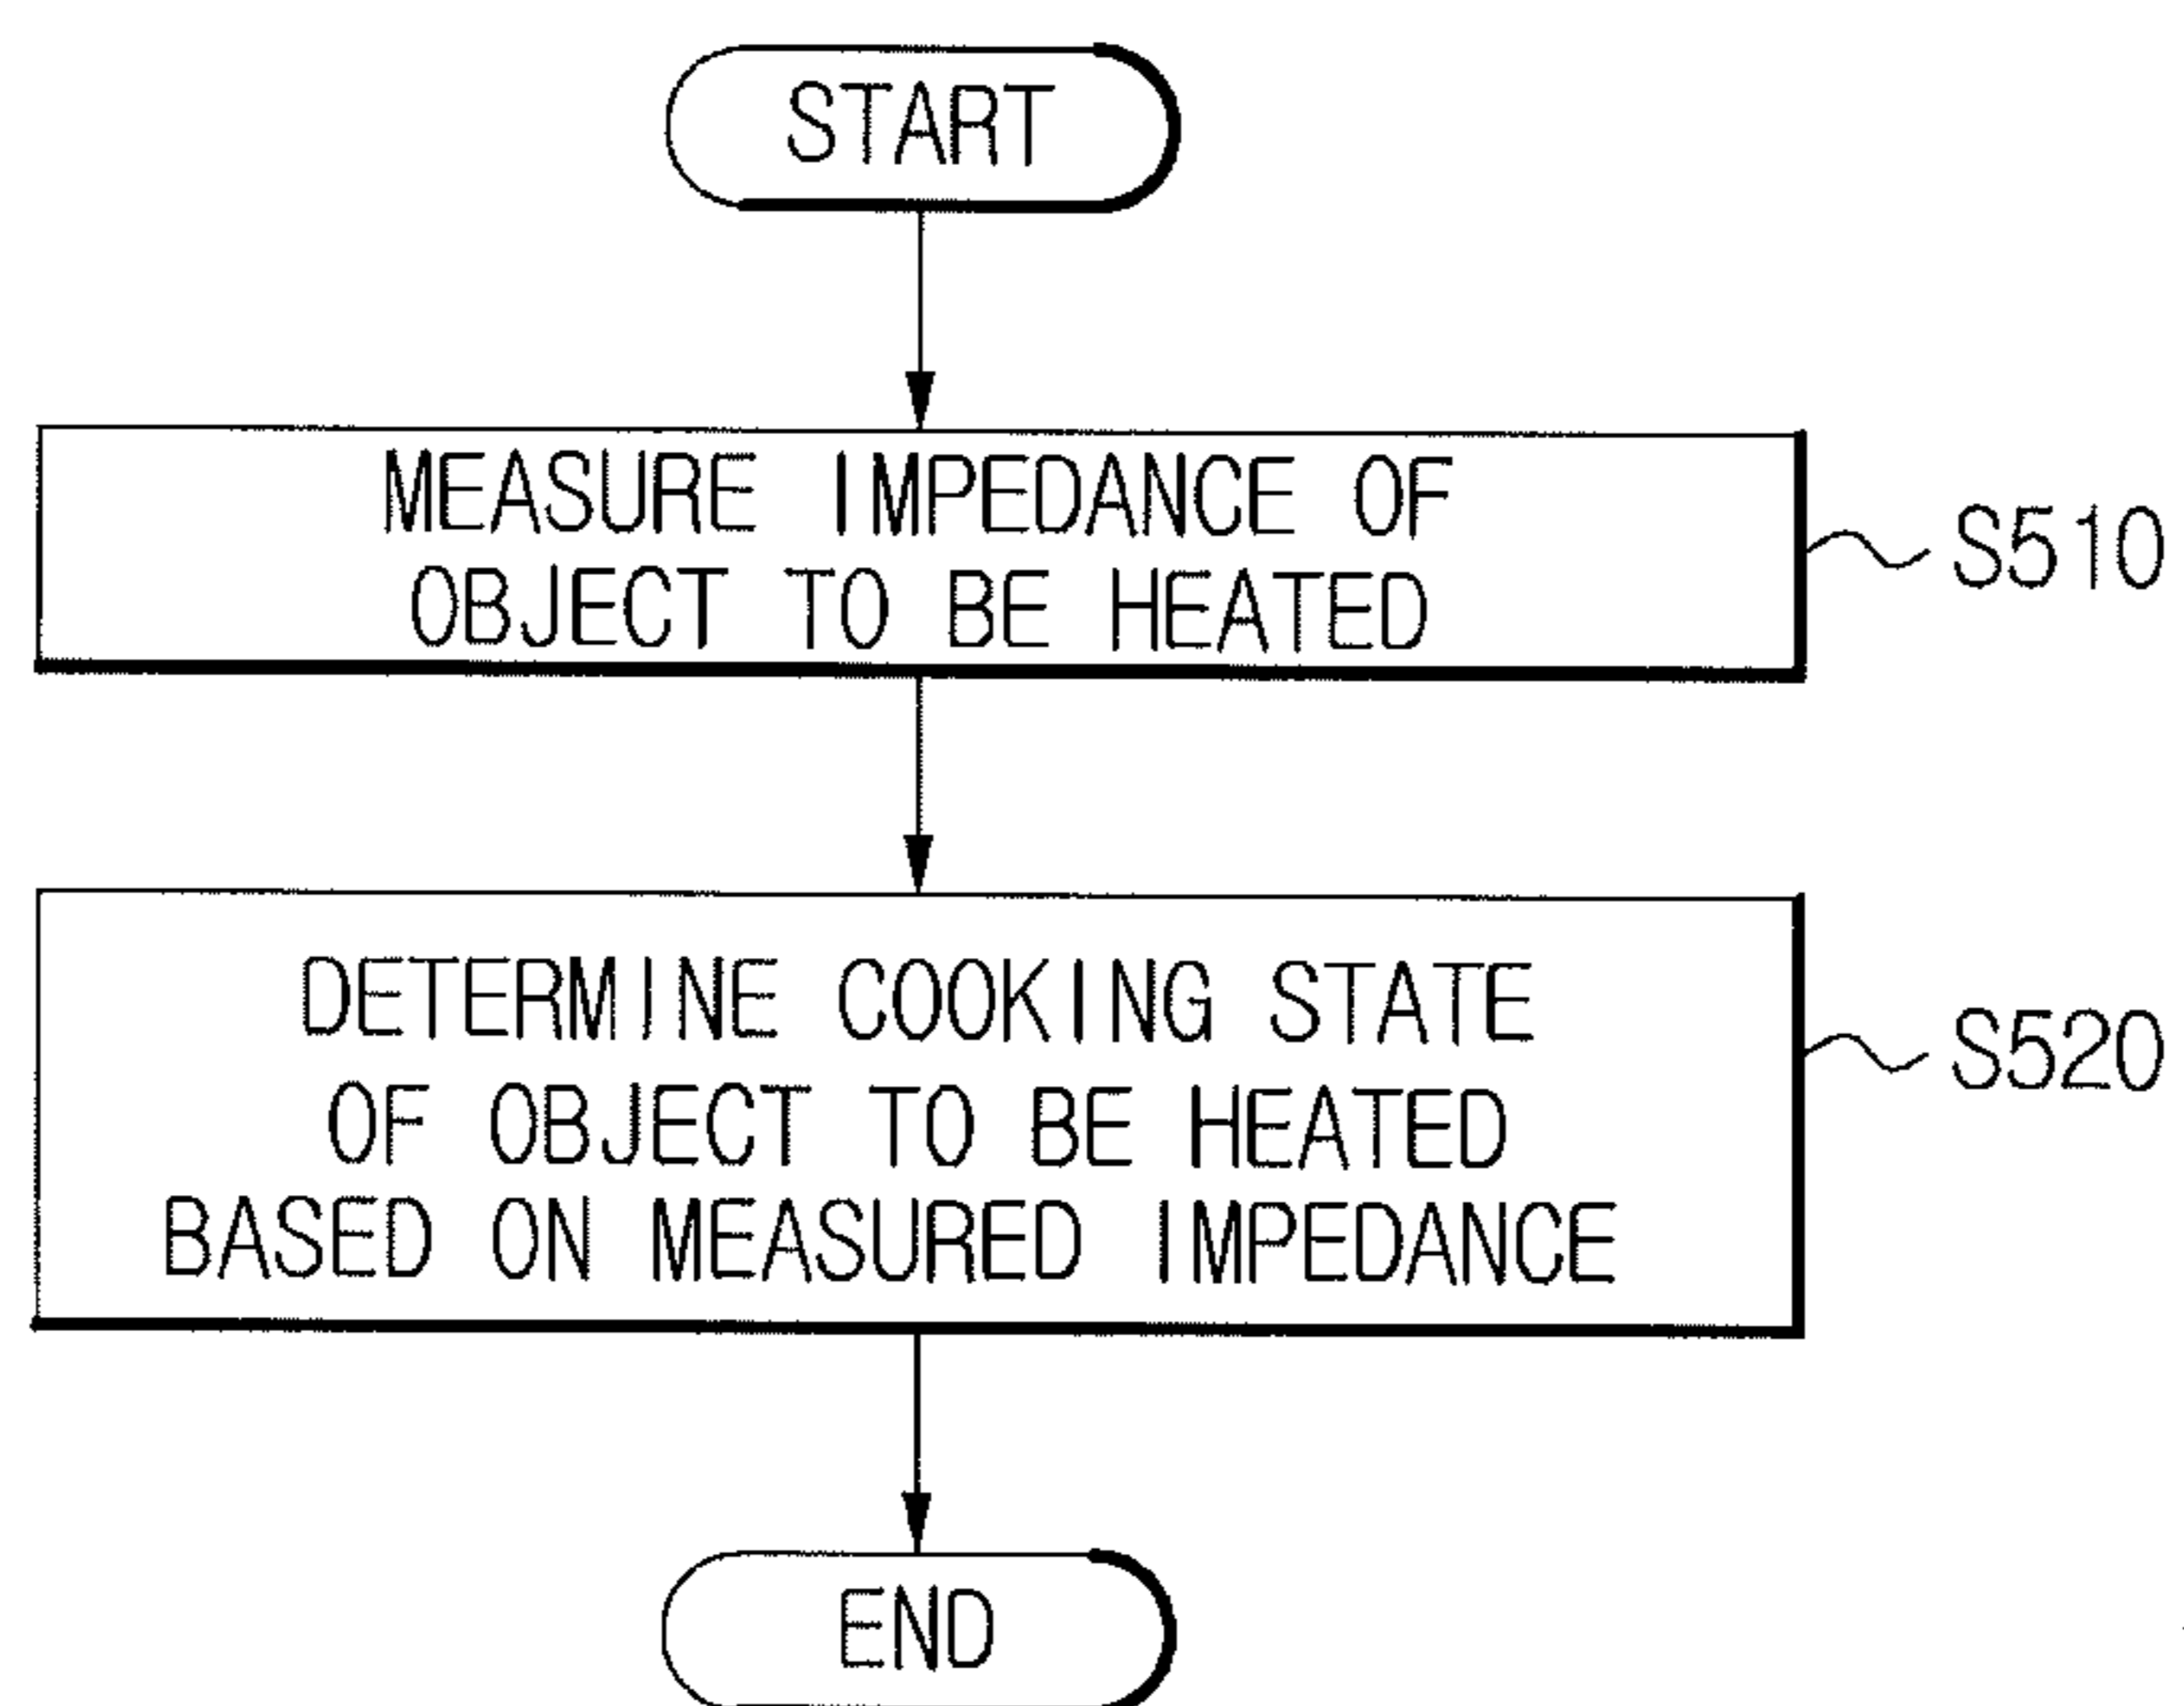 START
MEASURE IMPEDANCE OF
OBJECT TO BE HEATED
S510
DETERMINE COOKING STATE
OF OBJECT TO BE HEATED
BASED ON MEASURED IMPEDANCE
S520
END